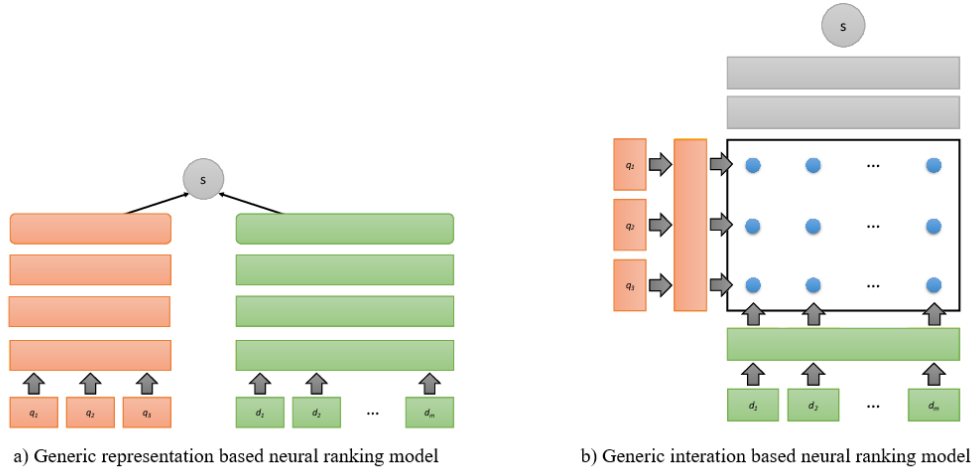 s
q₁ q₂ q₃
d₁ d₂ ... dₘ
a) Generic representation based neural ranking model
s
q₁ ...
q₂ ...
q₃ ...
d₁ d₂ ... dₘ
b) Generic interation based neural ranking model